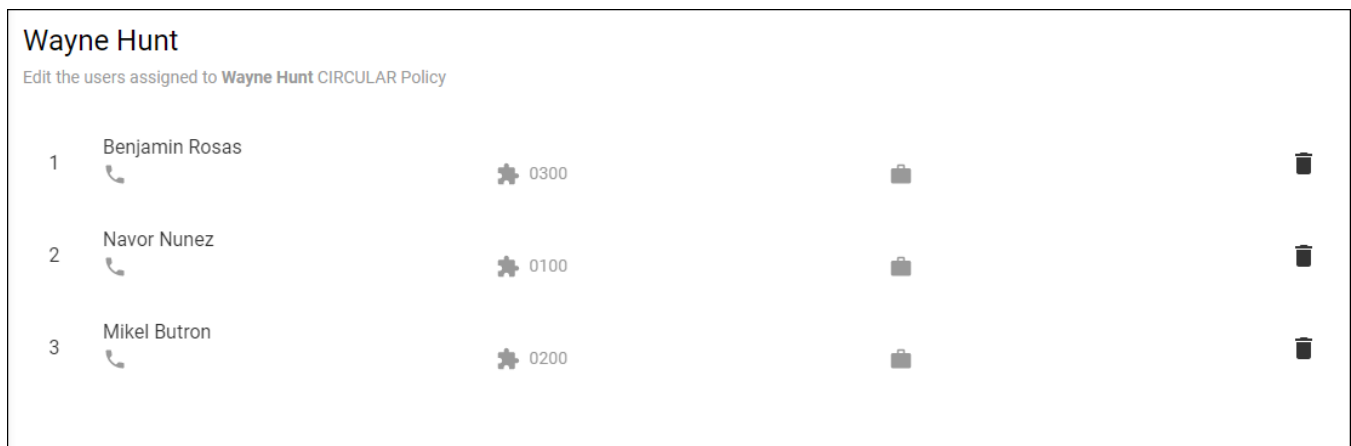 Wayne Hunt
Edit the users assigned to Wayne Hunt CIRCULAR Policy
1 Benjamin Rosas
0300
2 Navor Nunez
0100
3 Mikel Butron
0200